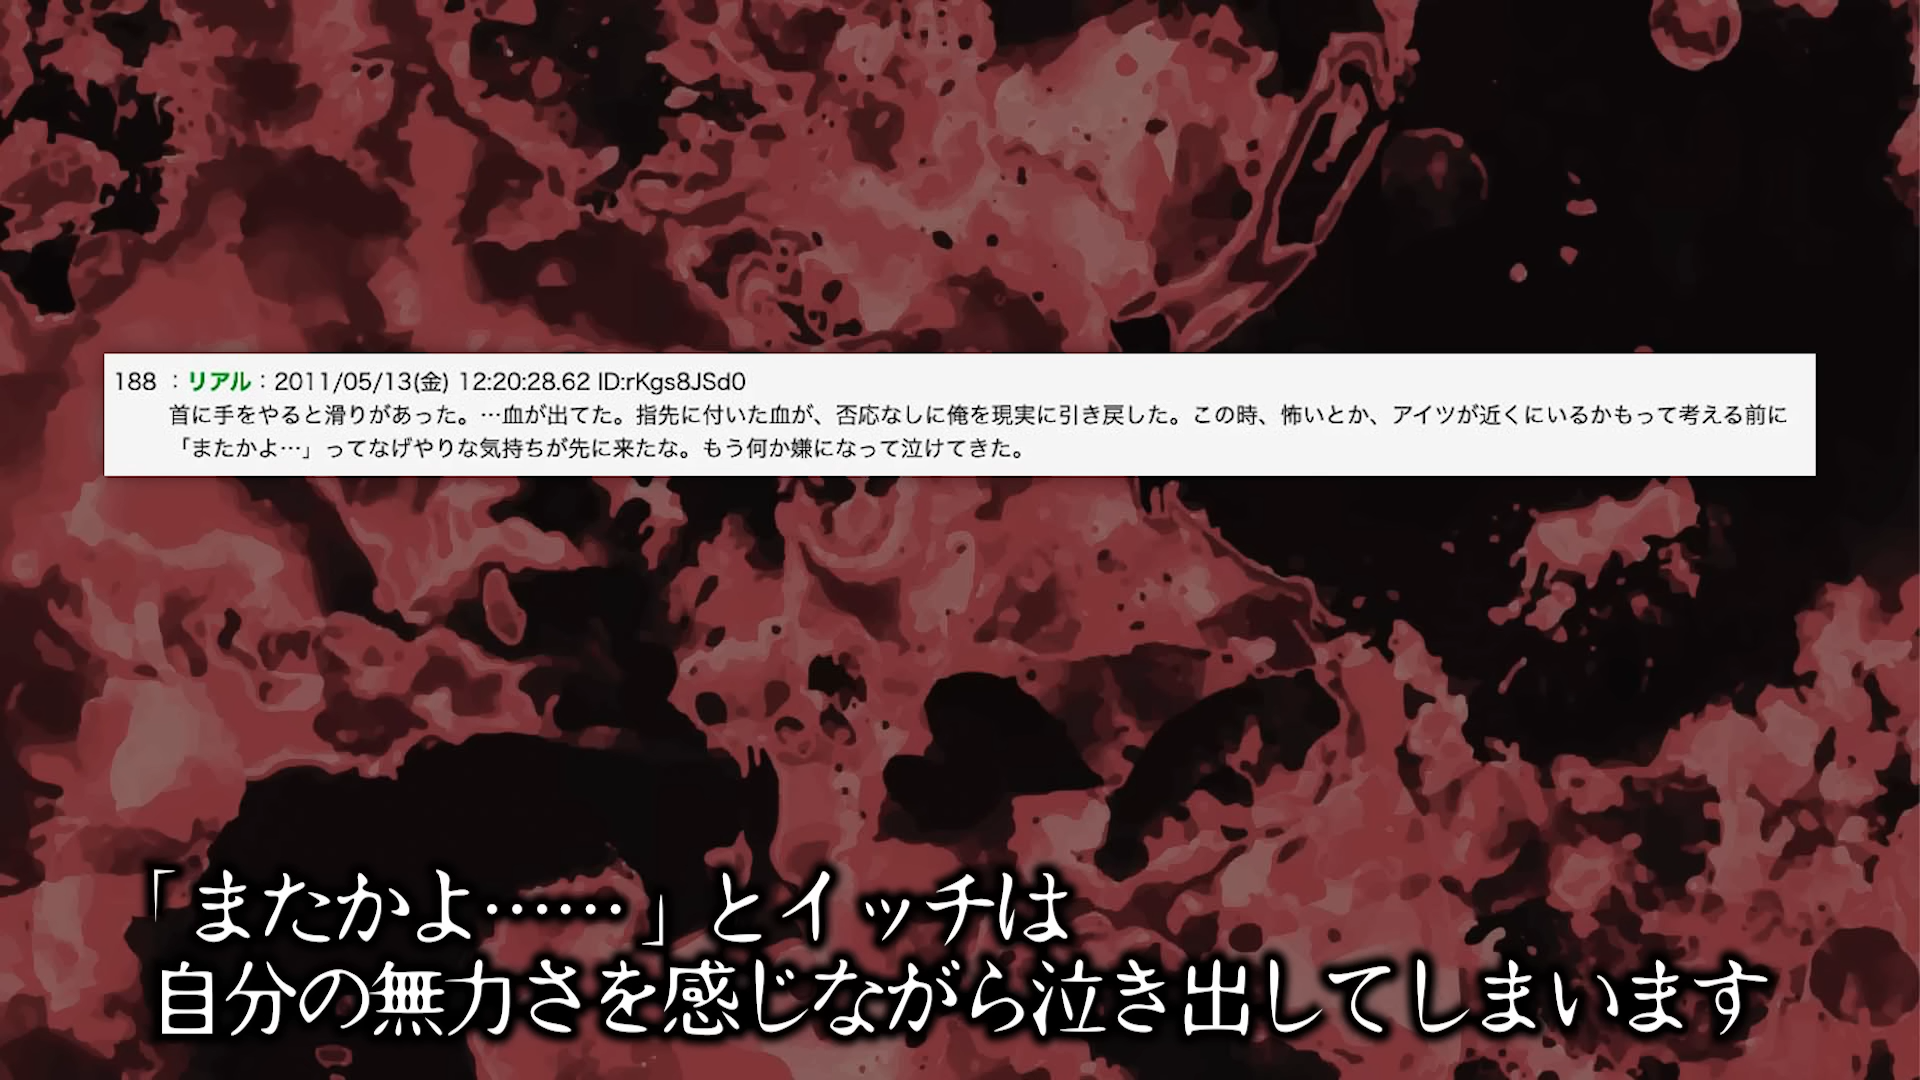 188 ：リアル：2011/05/13(金) 12:20:28.62 ID:rKgs8JSd0
首に手をやると滑りがあった。…血が出てた。指先に付いた血が、否応なしに俺を現実に引き戻した。この時、怖いとか、アイツが近くにいるかもって考える前に
「またかよ…」ってなげやりな気持ちが先に来たな。もう何か嫌になって泣けてきた。
「またかよ……」とイッチは
自分の無力さを感じながら泣き出してしまいます